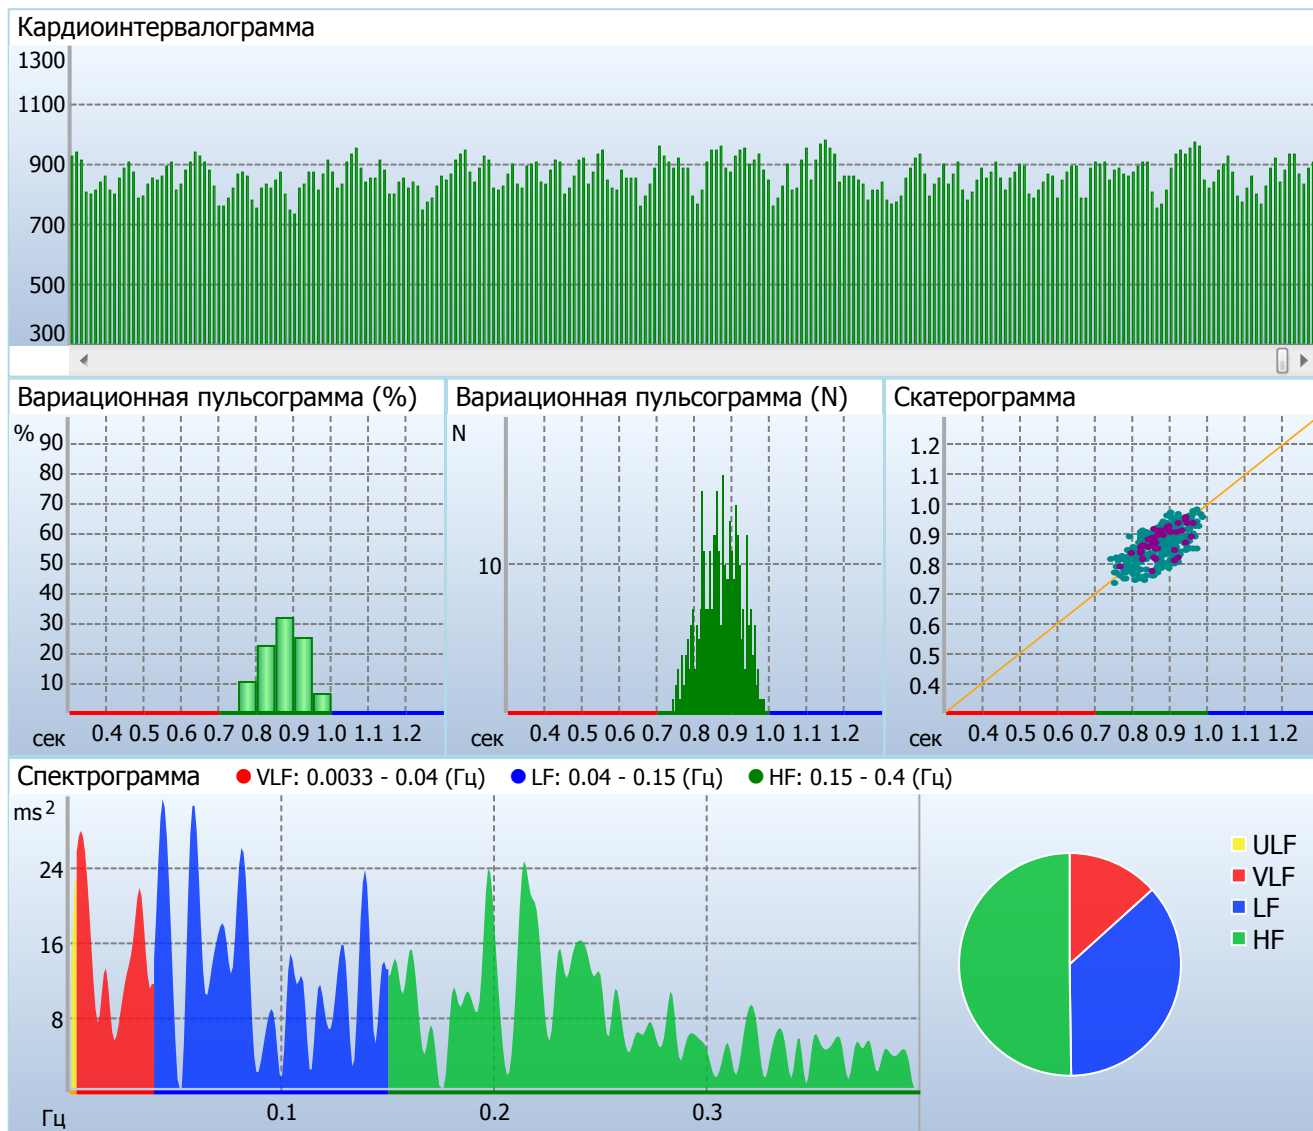 Кардиоинтервалограмма
1300
1100
900
700
500
300
Вариационная пульсограмма (%)
% 90
80
70
60
50
40
30
20
10
сек 0.4 0.5 0.6 0.7 0.8 0.9 1.0 1.1 1.2
Вариационная пульсограмма (N)
N
10
сек 0.4 0.5 0.6 0.7 0.8 0.9 1.0 1.1 1.2
Скатерограмма
1.2
1.1
1.0
0.9
0.8
0.7
0.6
0.5
0.4
сек 0.4 0.5 0.6 0.7 0.8 0.9 1.0 1.1 1.2
Спектрограмма VLF: 0.0033 - 0.04 (Гц) LF: 0.04 - 0.15 (Гц) HF: 0.15 - 0.4 (Гц)
ms²
24
16
8
Гц 0.1 0.2 0.3
ULF
VLF
LF
HF